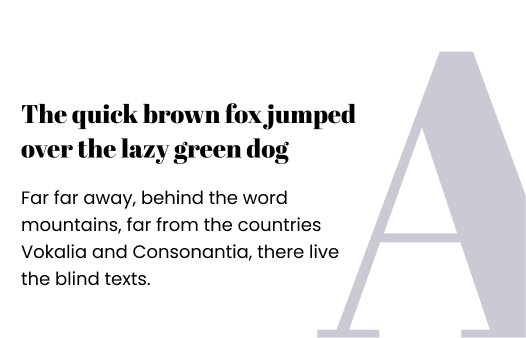 The quick brown fox jumped
over the lazy green dog
Far far away, behind the word
mountains, far from the countries
Vokalia and Consonantia, there live
the blind texts.
A